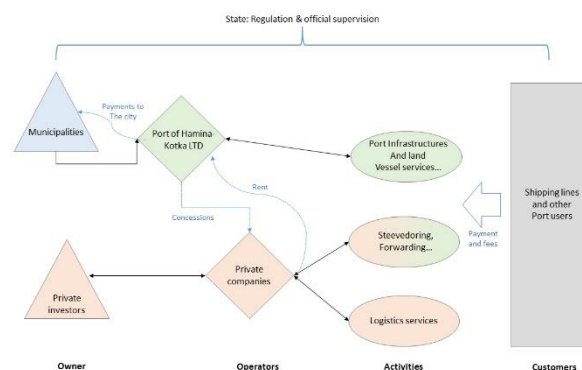 State: Regulation & official supervision
Payments to
The city
Municipalities
Port of Hamina-
Kotka LTD
Port Infrastructures
And land
Vessel services...
Rent
Concessions
Shipping lines
and other
Port users
Payment
and fees
Steevedoring,
Forwarding...
Private
companies
Private
investors
Logistics services
Owner
Operators
Activities
Customers